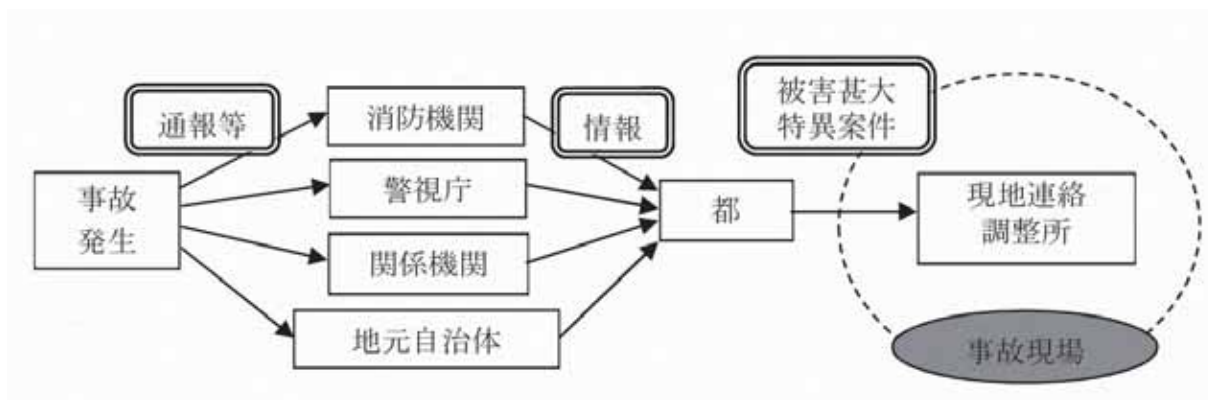 通報等
消防機関
情報
被害甚大
特異案件
事故
発生
警視庁
都
現地連絡
調整所
関係機関
地元自治体
事故現場